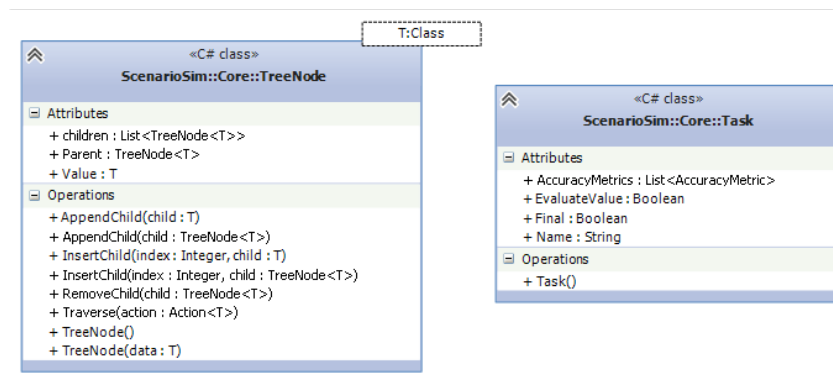 T:Class
«C# class»
ScenarioSim::Core::TreeNode
Attributes
+ children : List<TreeNode<T>>
+ Parent : TreeNode<T>
+ Value : T
Operations
+ AppendChild(child : T)
+ AppendChild(child : TreeNode<T>)
+ InsertChild(index : Integer, child : T)
+ InsertChild(index : Integer, child : TreeNode<T>)
+ RemoveChild(child : TreeNode<T>)
+ Traverse(action : Action<T>)
+ TreeNode()
+ TreeNode(data : T)
«C# class»
ScenarioSim::Core::Task
Attributes
+ AccuracyMetrics : List<AccuracyMetric>
+ EvaluateValue : Boolean
+ Final : Boolean
+ Name : String
Operations
+ Task()